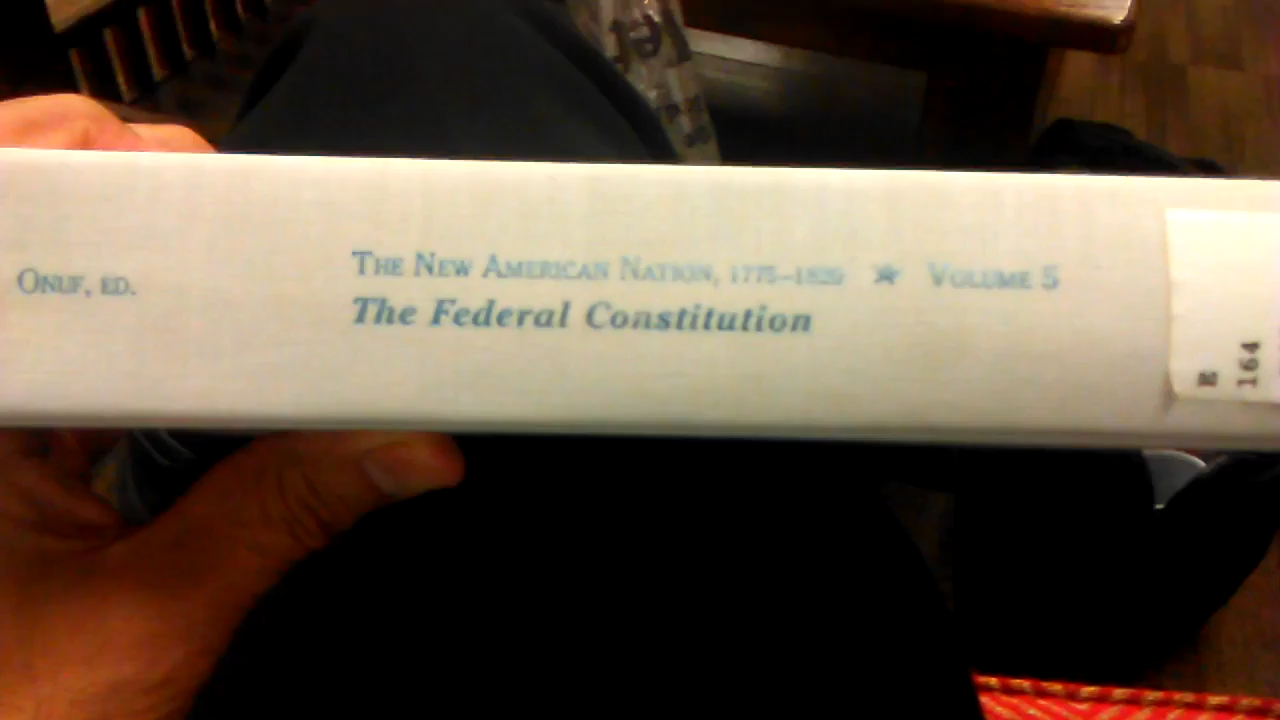 ONUF, ED.
THE NEW AMERICAN NATION, 1775–1820 ★ VOLUME 5
The Federal Constitution
E
164